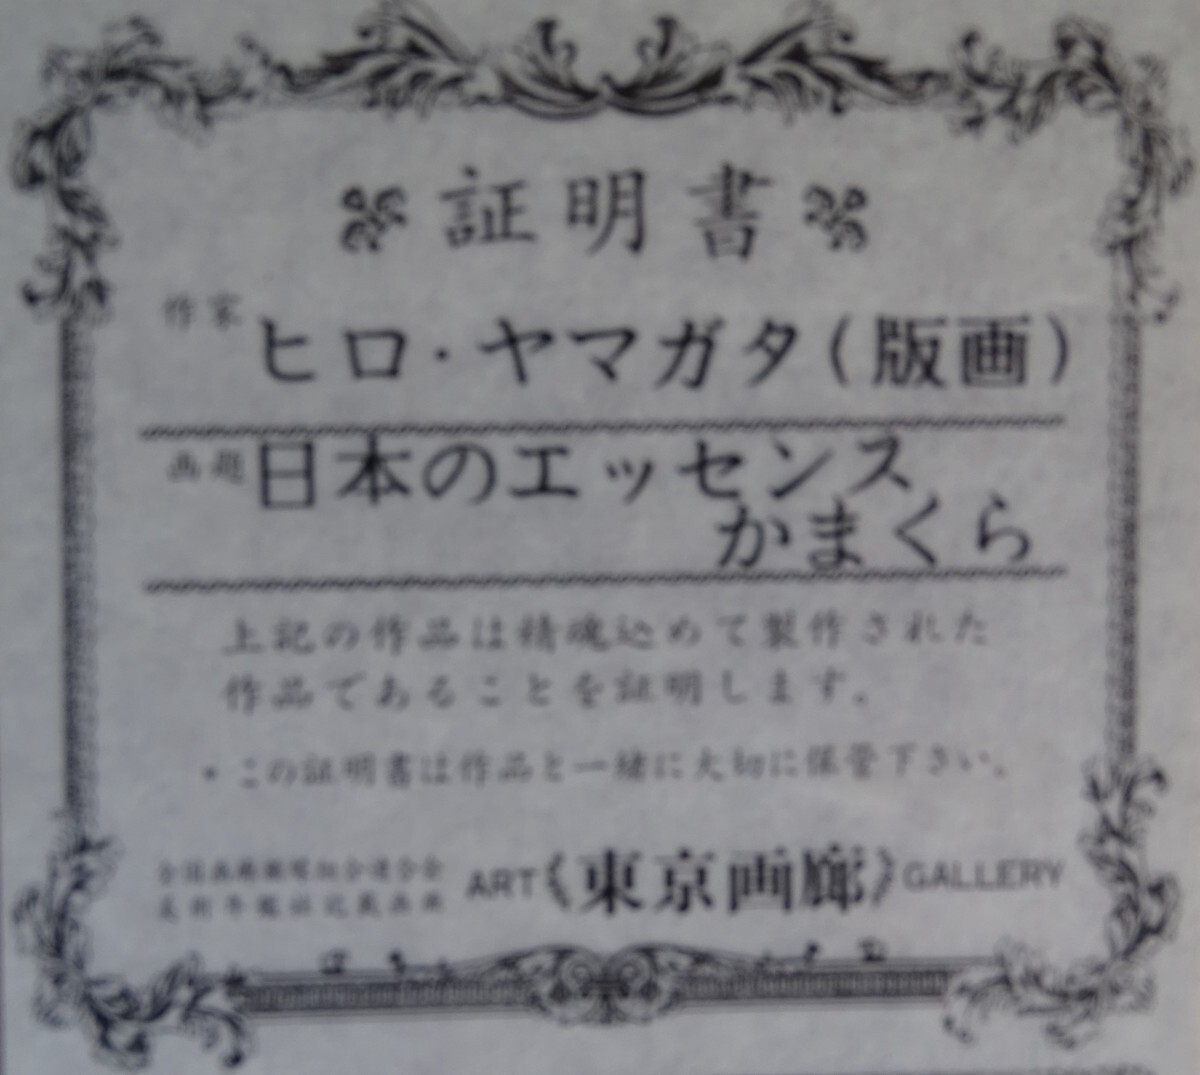 証明書
作家 ヒロ・ヤマガタ(版画)
画題 日本のエッセンス
かまくら
上記の作品は精魂込めて製作された
作品であることを証明します。
・この証明書は作品と一緒に大切に保管下さい。
ART《東京画廊》GALLERY